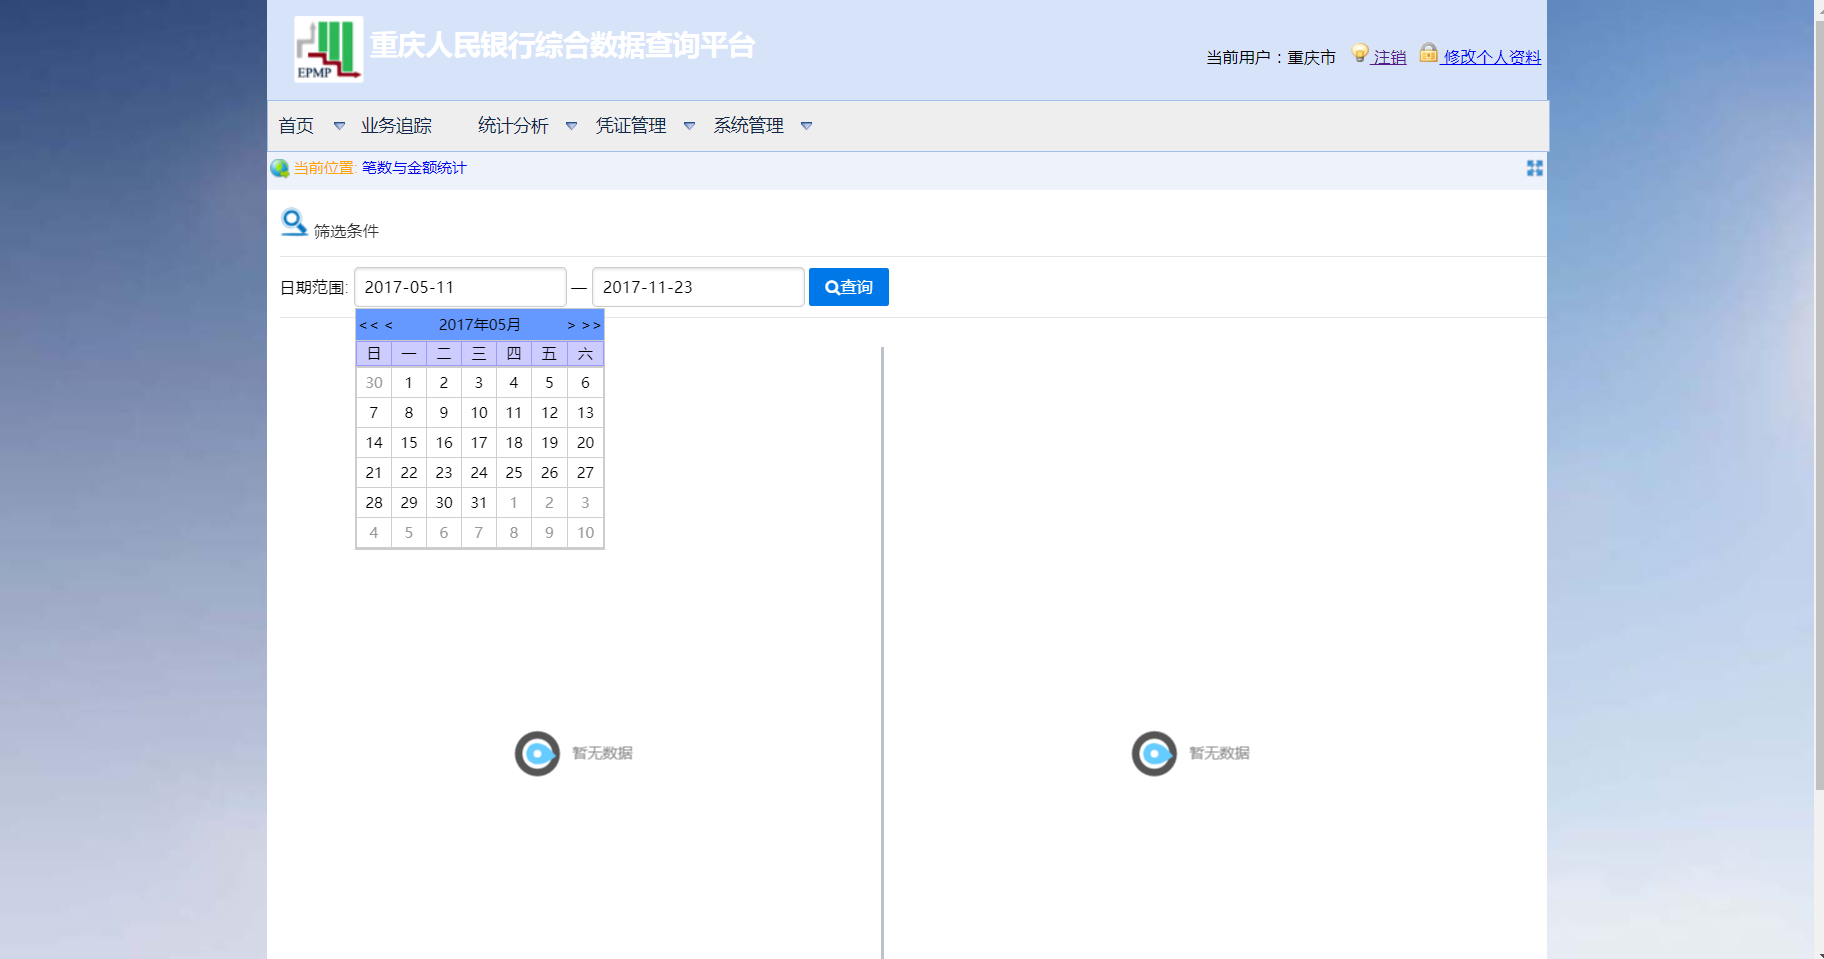 EPMP
重庆人民银行综合数据查询平台
当前用户：重庆市 注销 修改个人资料
首页 业务追踪 统计分析 凭证管理 系统管理
当前位置: 笔数与金额统计
筛选条件
日期范围: 2017-05-11 — 2017-11-23 查询
<< < 2017年05月 > >>
日 一 二 三 四 五 六
30 1 2 3 4 5 6
7 8 9 10 11 12 13
14 15 16 17 18 19 20
21 22 23 24 25 26 27
28 29 30 31 1 2 3
4 5 6 7 8 9 10
暂无数据 暂无数据